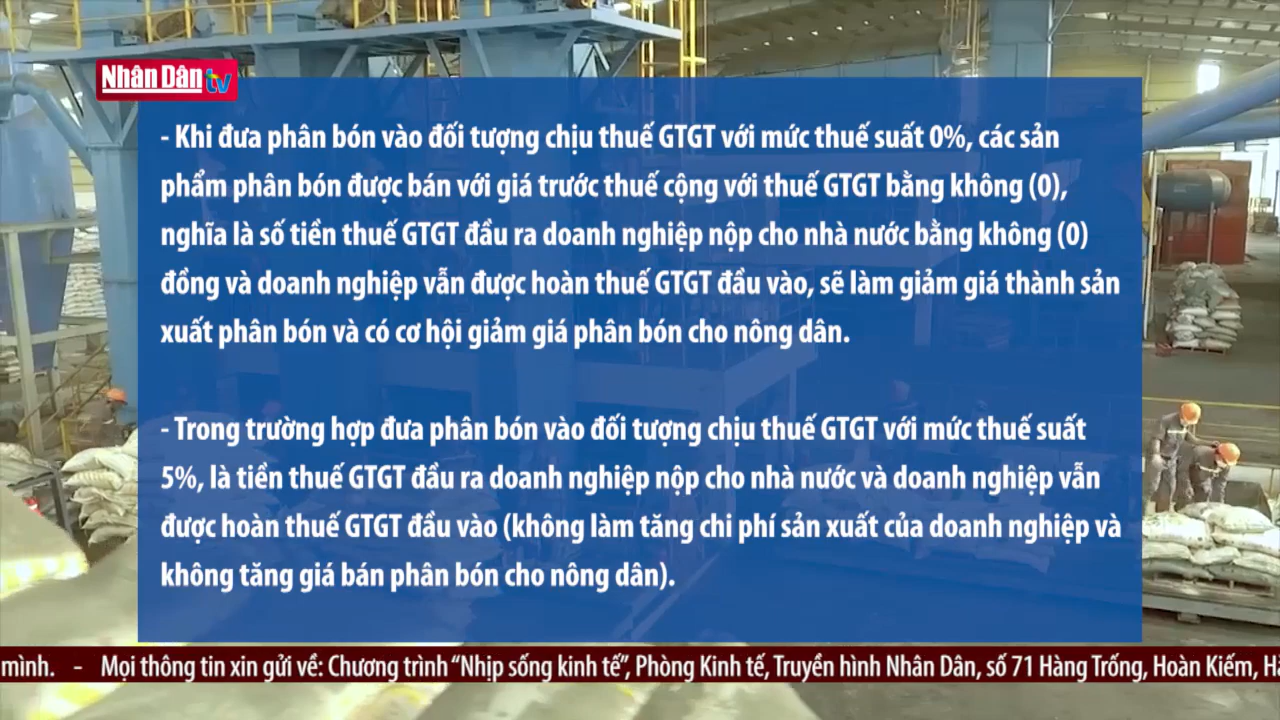 Nhân Dân tv
- Khi đưa phân bón vào đối tượng chịu thuế GTGT với mức thuế suất 0%, các sản
phẩm phân bón được bán với giá trước thuế cộng với thuế GTGT bằng không (0),
nghĩa là số tiền thuế GTGT đầu ra doanh nghiệp nộp cho nhà nước bằng không (0)
đồng và doanh nghiệp vẫn được hoàn thuế GTGT đầu vào, sẽ làm giảm giá thành sản
xuất phân bón và có cơ hội giảm giá phân bón cho nông dân.
- Trong trường hợp đưa phân bón vào đối tượng chịu thuế GTGT với mức thuế suất
5%, là tiền thuế GTGT đầu ra doanh nghiệp nộp cho nhà nước và doanh nghiệp vẫn
được hoàn thuế GTGT đầu vào (không làm tăng chi phí sản xuất của doanh nghiệp và
không tăng giá bán phân bón cho nông dân).
mình. - Mọi thông tin xin gửi về: Chương trình “Nhịp sống kinh tế”, Phòng Kinh tế, Truyền hình Nhân Dân, số 71 Hàng Trống, Hoàn Kiếm,